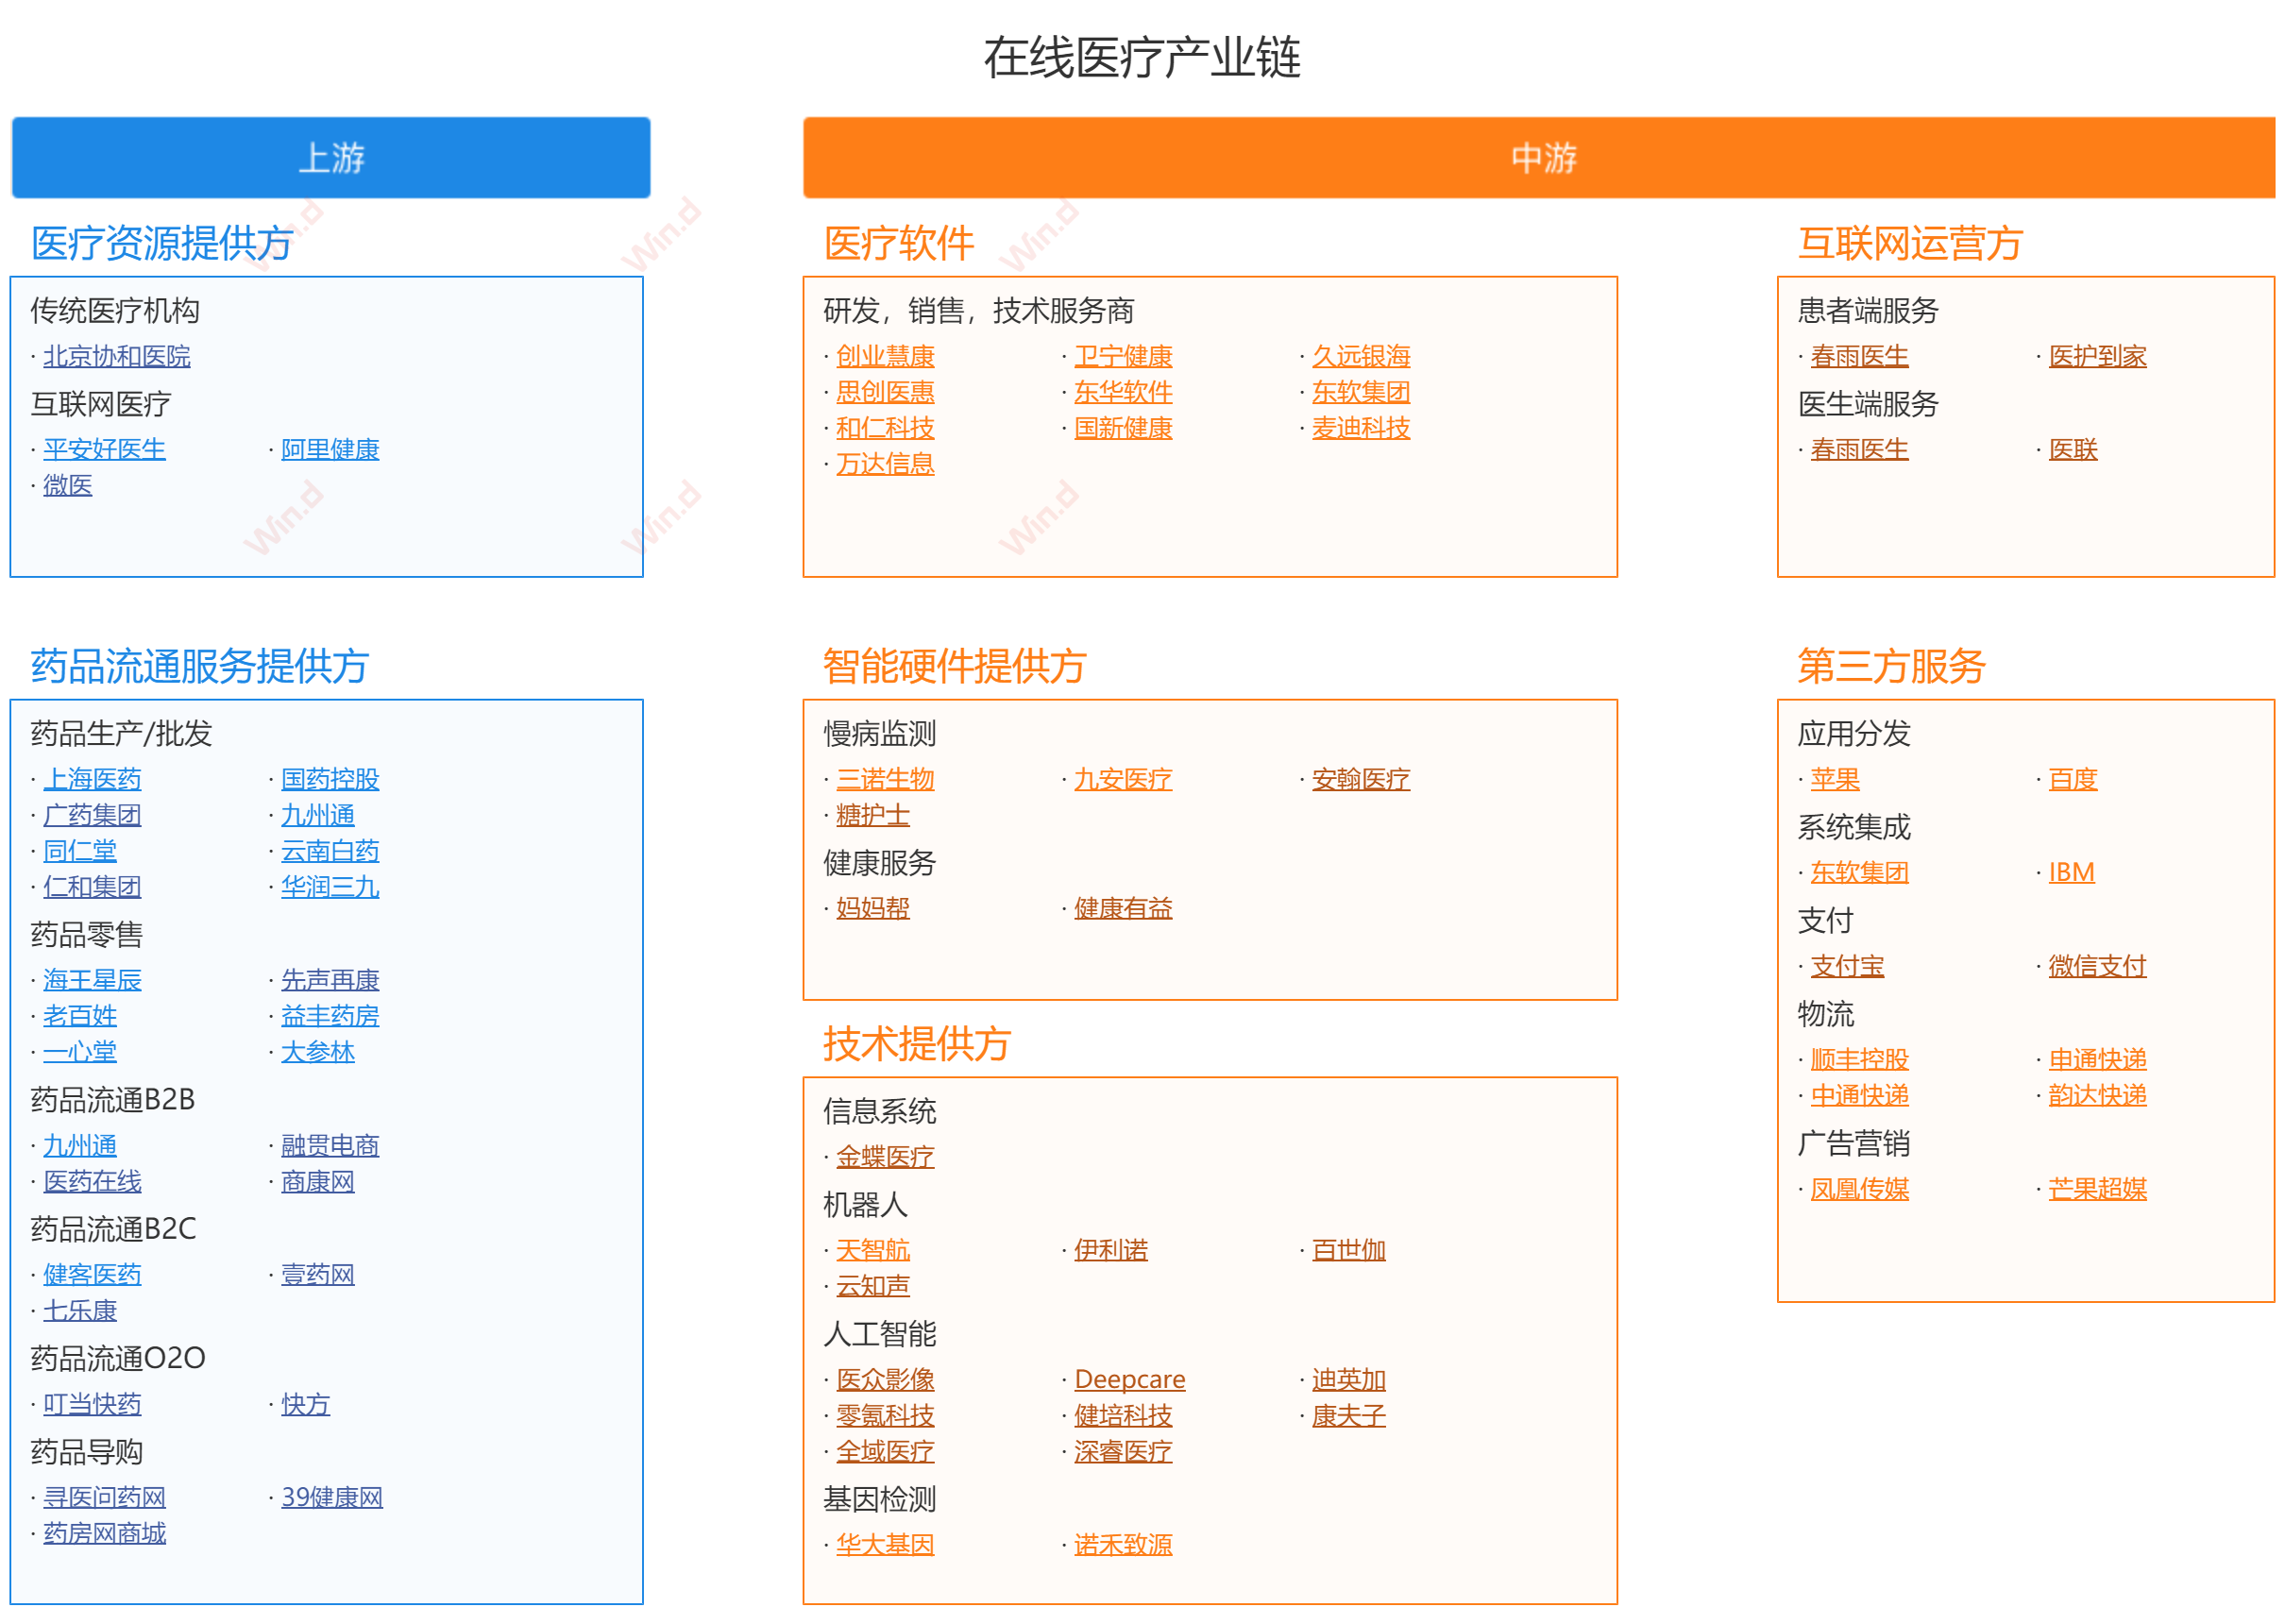 在线医疗产业链
上游
医疗资源提供方
传统医疗机构
· 北京协和医院
互联网医疗
· 平安好医生 · 阿里健康
· 微医
药品流通服务提供方
药品生产/批发
· 上海医药 · 国药控股
· 广药集团 · 九州通
· 同仁堂 · 云南白药
· 仁和集团 · 华润三九
药品零售
· 海王星辰 · 先声再康
· 老百姓 · 益丰药房
· 一心堂 · 大参林
药品流通B2B
· 九州通 · 融贯电商
· 医药在线 · 商康网
药品流通B2C
· 健客医药 · 壹药网
· 七乐康
药品流通O2O
· 叮当快药 · 快方
药品导购
· 寻医问药网 · 39健康网
· 药房网商城
中游
医疗软件
研发，销售，技术服务商
· 创业慧康 · 卫宁健康 · 久远银海
· 思创医惠 · 东华软件 · 东软集团
· 和仁科技 · 国新健康 · 麦迪科技
· 万达信息
智能硬件提供方
慢病监测
· 三诺生物 · 九安医疗 · 安翰医疗
· 糖护士
健康服务
· 妈妈帮 · 健康有益
技术提供方
信息系统
· 金蝶医疗
机器人
· 天智航 · 伊利诺 · 百世伽
· 云知声
人工智能
· 医众影像 · Deepcare · 迪英加
· 零氪科技 · 健培科技 · 康夫子
· 全域医疗 · 深睿医疗
基因检测
· 华大基因 · 诺禾致源
互联网运营方
患者端服务
· 春雨医生 · 医护到家
医生端服务
· 春雨医生 · 医联
第三方服务
应用分发
· 苹果 · 百度
系统集成
· 东软集团 · IBM
支付
· 支付宝 · 微信支付
物流
· 顺丰控股 · 申通快递
· 中通快递 · 韵达快递
广告营销
· 凤凰传媒 · 芒果超媒
Win.d
Win.d
Win.d
Win.d
Win.d
Win.d